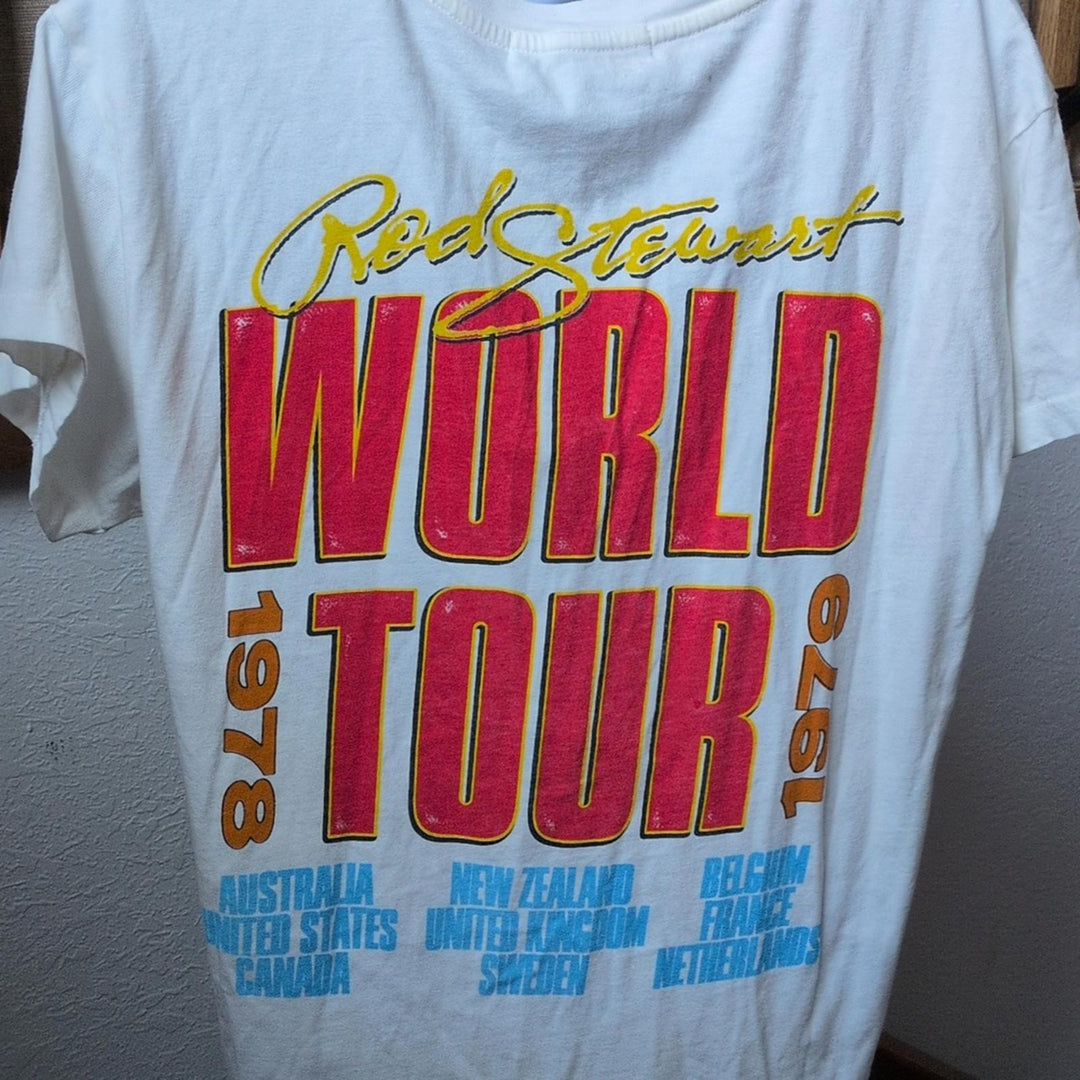 Rod Stewart
WORLD
TOUR
1978
1979
AUSTRALIA
UNITED STATES
CANADA
NEW ZEALAND
UNITED KINGDOM
SWEDEN
BELGIUM
FRANCE
NETHERLANDS